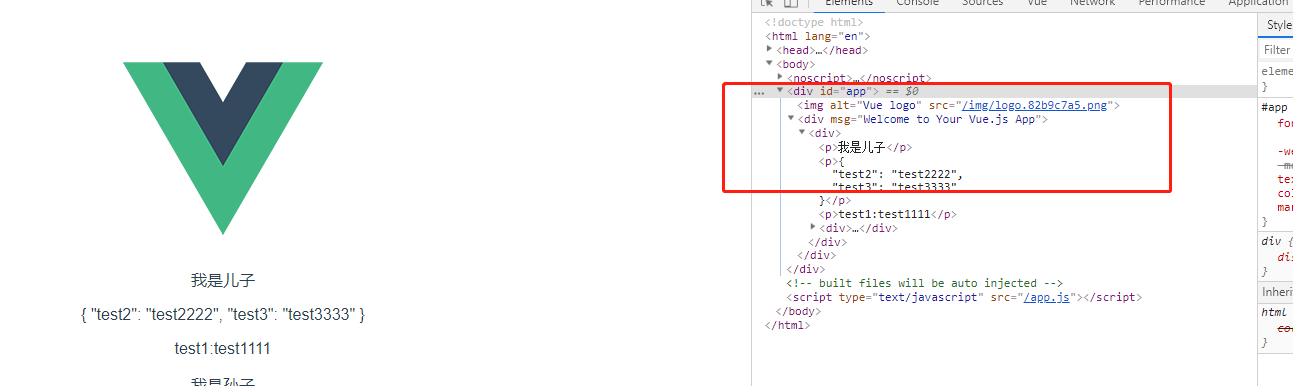 我是儿子
{ "test2": "test2222", "test3": "test3333" }
test1:test1111
我是孙子
Elements Console Sources Vue Network Performance Application
<!doctype html>
<html lang="en">
<head>…</head>
<body>
<noscript>…</noscript>
… <div id="app"> == $0
<img alt="Vue logo" src="/img/logo.82b9c7a5.png">
<div msg="Welcome to Your Vue.js App">
<div>
<p>我是儿子</p>
<p>{
"test2": "test2222",
"test3": "test3333"
}</p>
<p>test1:test1111</p>
<div>…</div>
</div>
</div>
</div>
<!-- built files will be auto injected -->
<script type="text/javascript" src="/app.js"></script>
</body>
</html>
Style
Filter
eleme
}
#app
for
-we
-me
tex
col
mar
}
div {
dis
}
Inherit
html
co
}